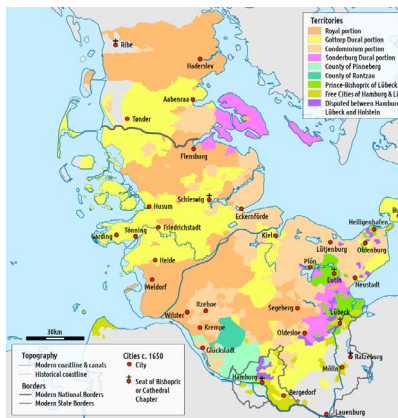 Territories
Royal portion
Gottorp Ducal portion
Condominium portion
Sonderburg Ducal portion
County of Pinneberg
County of Rantzau
Prince-Bishopric of Lübeck
Free Cities of Hamburg & L
Disputed between Hamburg
Lübeck and Holstein
Ribe
Haderslev
Aabenraa
Tønder
Flensburg
Schleswig
Husum
Eckernförde
Heiligenhafen
Friedrichstadt
Tönning
Garding
Kiel
Lütjenburg
Oldenburg
Heide
Plön
Eutin
Neustadt
Meldorf
Itzehoe
Segeberg
Lübeck
Wilster
Krempe
Oldesloe
Glückstadt
Ratzeburg
Mölln
Hamburg
Bergedorf
Lauenburg
30km
Topography
Modern coastline & canals
Historical coastline
Borders
Modern National Borders
Modern State Borders
Cities c. 1650
City
Seat of Bishopric
or Cathedral
Chapter